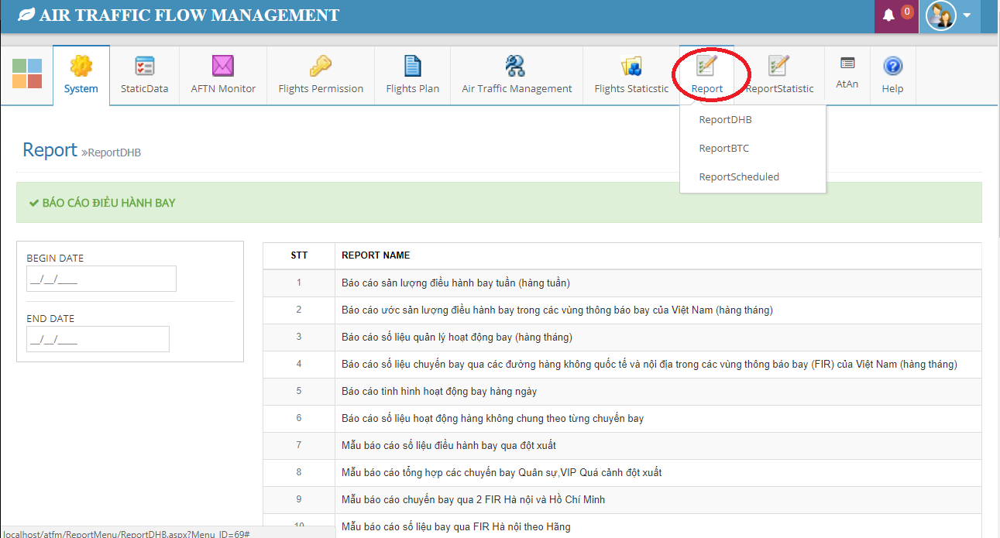 AIR TRAFFIC FLOW MANAGEMENT
0
System
StaticData
AFTN Monitor
Flights Permission
Flights Plan
Air Traffic Management
Flights Staticstic
Report
ReportStatistic
AtAn
Help
ReportDHB
ReportBTC
ReportScheduled
Report »ReportDHB
BÁO CÁO ĐIỀU HÀNH BAY
BEGIN DATE
__/__/____
END DATE
__/__/____
STT REPORT NAME
1 Báo cáo sản lượng điều hành bay tuần (hàng tuần)
2 Báo cáo ước sản lượng điều hành bay trong các vùng thông báo bay của Việt Nam (hàng tháng)
3 Báo cáo số liệu quản lý hoạt động bay (hàng tháng)
4 Báo cáo số liệu chuyến bay qua các đường hàng không quốc tế và nội địa trong các vùng thông báo bay (FIR) của Việt Nam (hàng tháng)
5 Báo cáo tình hình hoạt động bay hàng ngày
6 Báo cáo số liệu hoạt động hàng không chung theo từng chuyến bay
7 Mẫu báo cáo số liệu điều hành bay qua đột xuất
8 Mẫu báo cáo tổng hợp các chuyến bay Quân sự,VIP Quá cảnh đột xuất
9 Mẫu báo cáo chuyến bay qua 2 FIR Hà nội và Hồ Chí Minh
10 Mẫu báo cáo số liệu bay qua FIR Hà nội theo Hãng
localhost/atfm/ReportMenu/ReportDHB.aspx?Menu_ID=69#